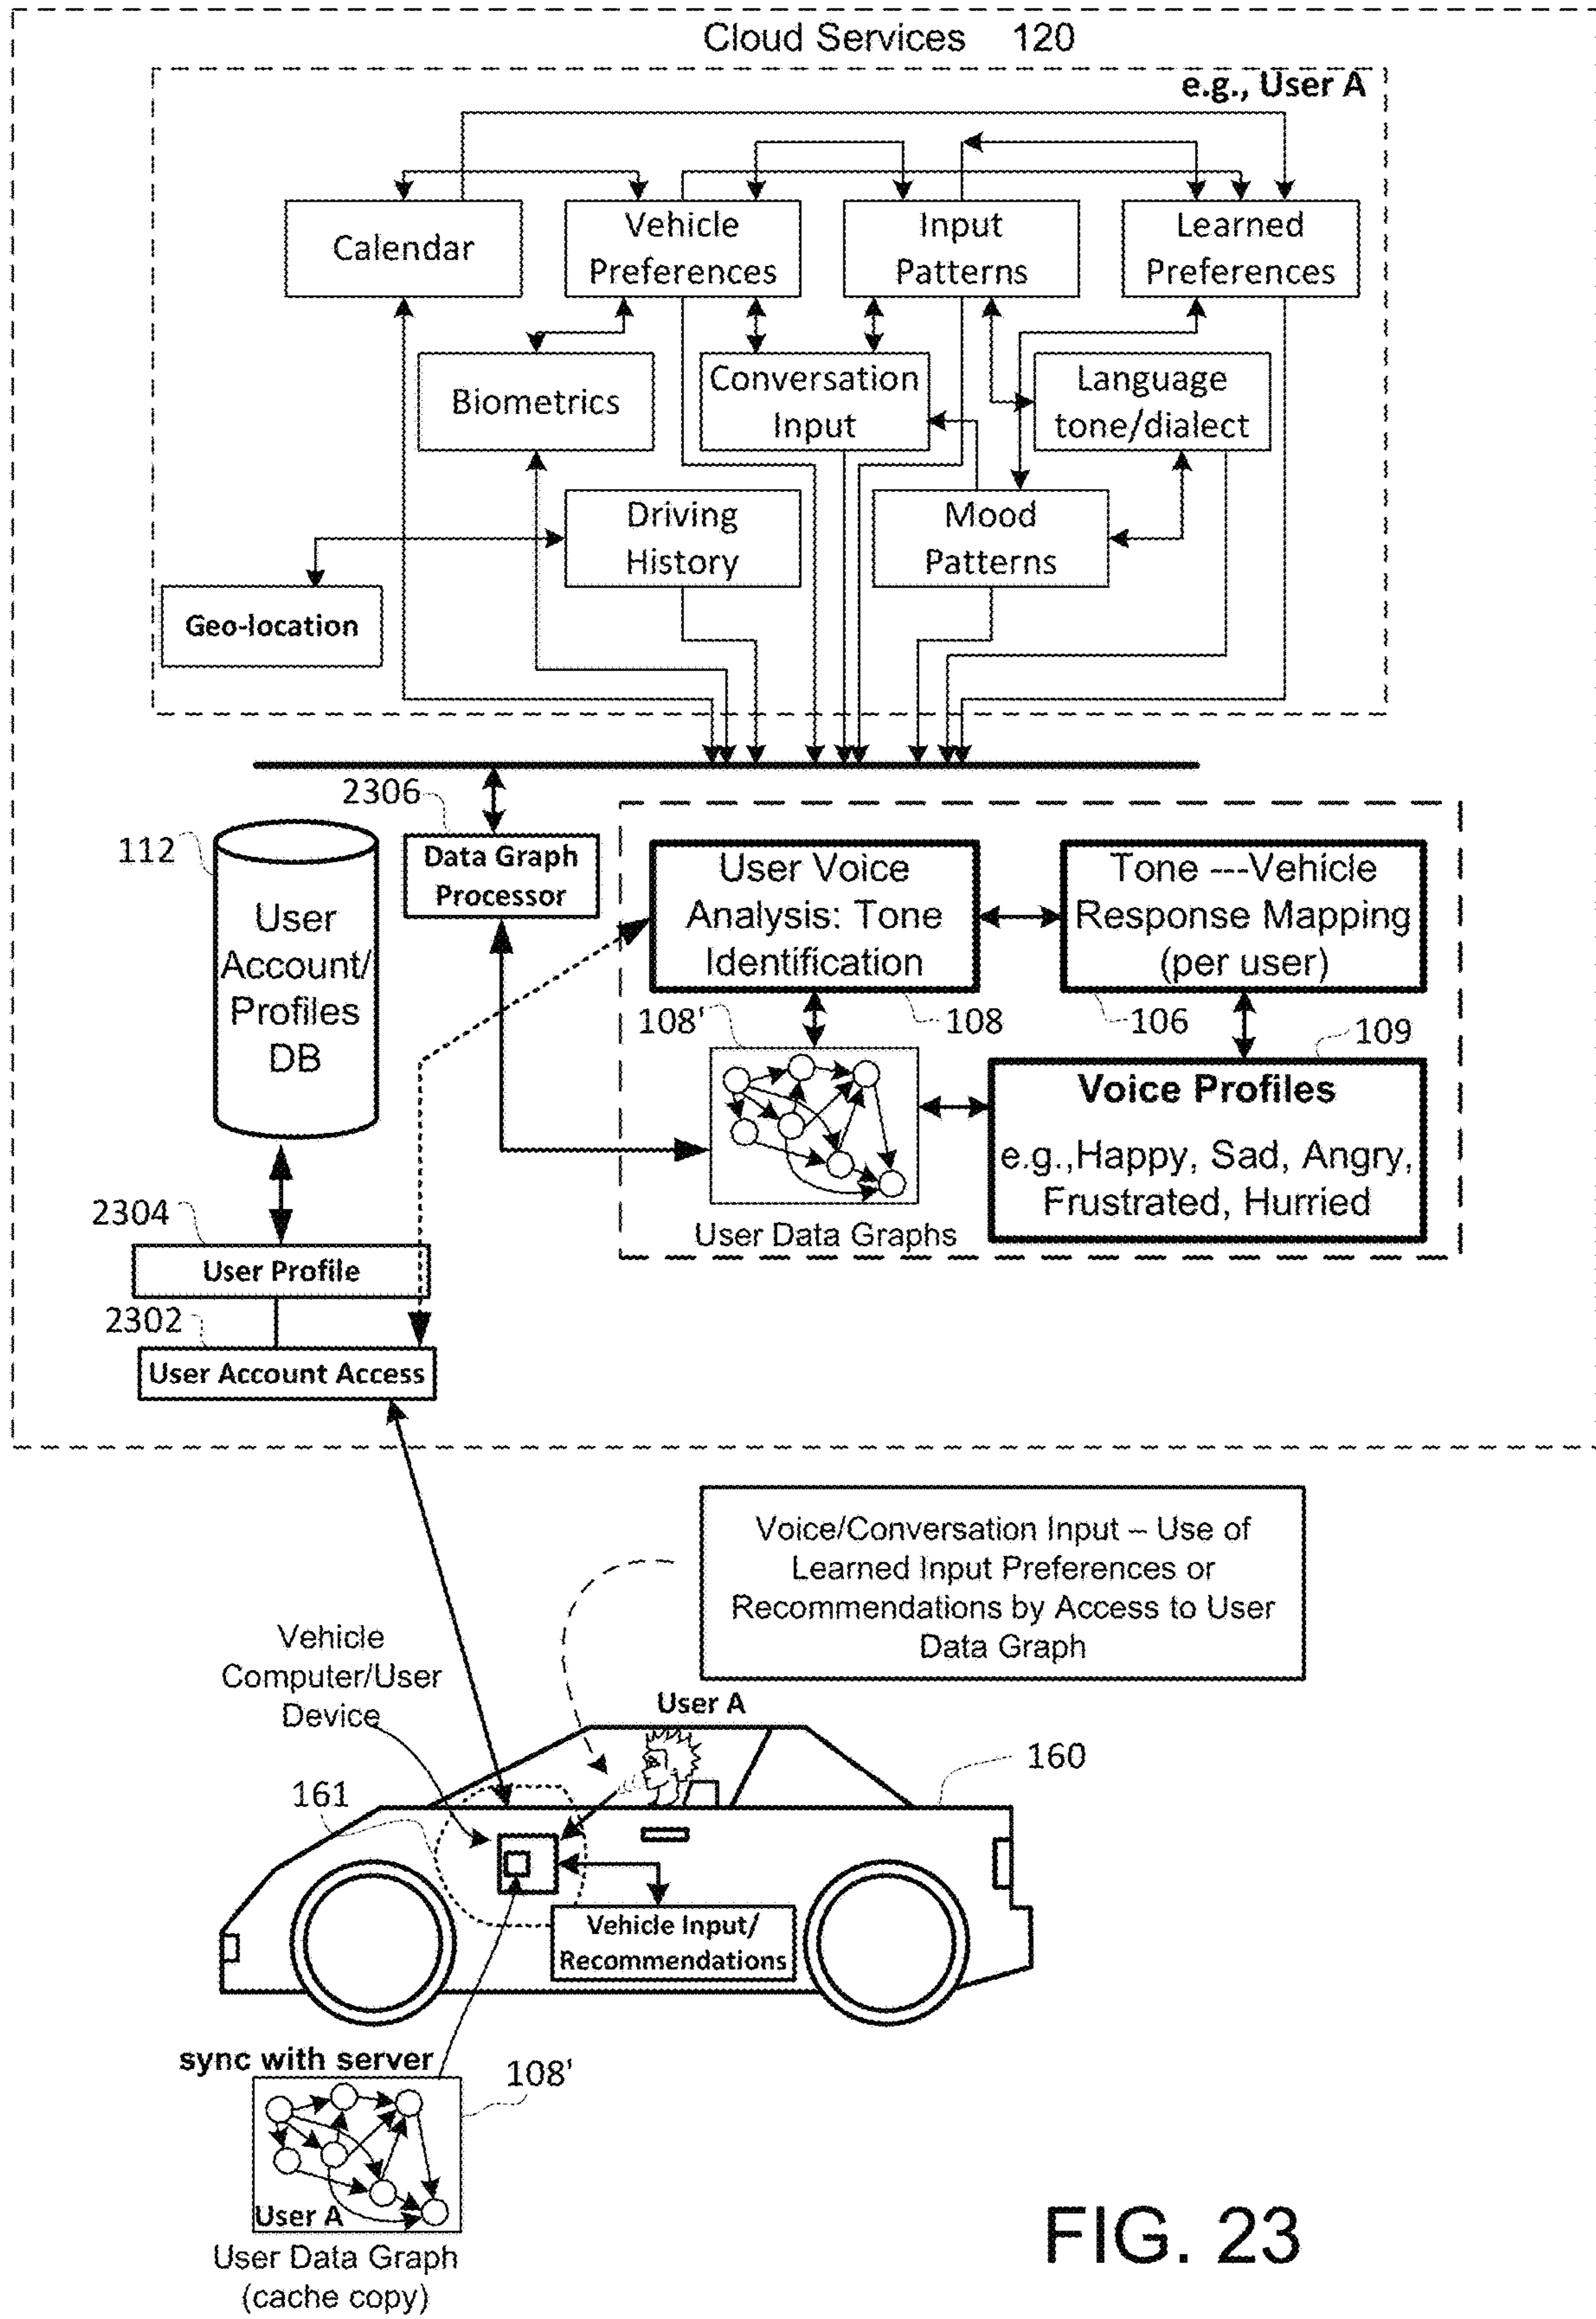 Cloud Services 120
e.g., User A
Calendar
Vehicle
Preferences
Input
Patterns
Learned
Preferences
Biometrics
Conversation
Input
Language
tone/dialect
Driving
History
Mood
Patterns
Geo-location
2306
112
User
Account/
Profiles
DB
Data Graph
Processor
User Voice
Analysis: Tone
Identification
Tone ---Vehicle
Response Mapping
(per user)
108'
108
106
109
Voice Profiles
e.g.,Happy, Sad, Angry,
Frustrated, Hurried
User Data Graphs
2304
User Profile
2302
User Account Access
Voice/Conversation Input – Use of
Learned Input Preferences or
Recommendations by Access to User
Data Graph
Vehicle
Computer/User
Device
User A
160
161
Vehicle Input/
Recommendations
sync with server
108'
User A
User Data Graph
(cache copy)
FIG. 23